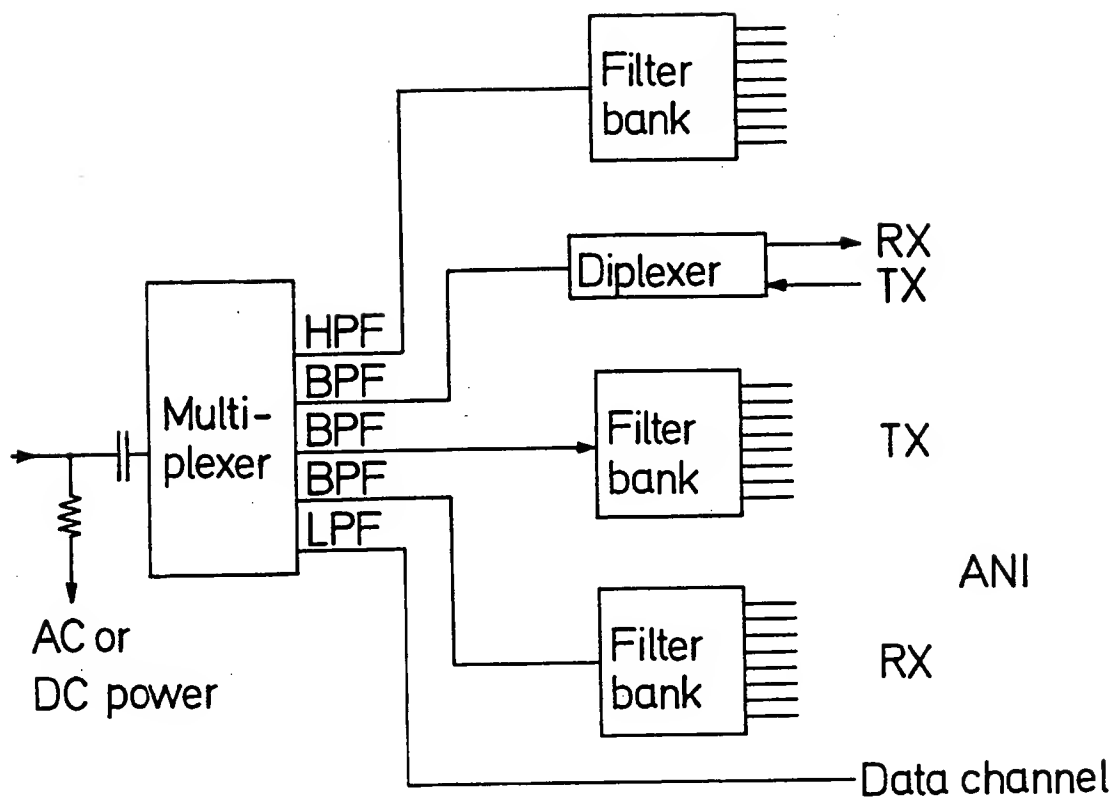 Filter
bank
RX
Diplexer
TX
HPF
BPF
Multi-
plexer
BPF
BPF
LPF
Filter
bank
TX
ANI
AC or
DC power
Filter
bank
RX
Data channel